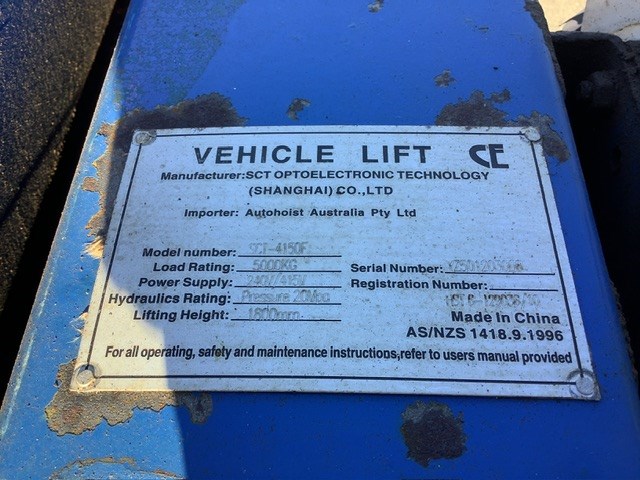 VEHICLE LIFT CE
Manufacturer:SCT OPTOELECTRONIC TECHNOLOGY
(SHANGHAI) CO.,LTD
Importer: Autohoist Australia Pty Ltd
Model number:
Load Rating: 5000KG Serial Number:
Power Supply: 240V/415V Registration Number:
Hydraulics Rating: Pressure 20Mpa
Lifting Height: 1800mm Made In China
AS/NZS 1418.9.1996
For all operating, safety and maintenance instructions,refer to users manual provided